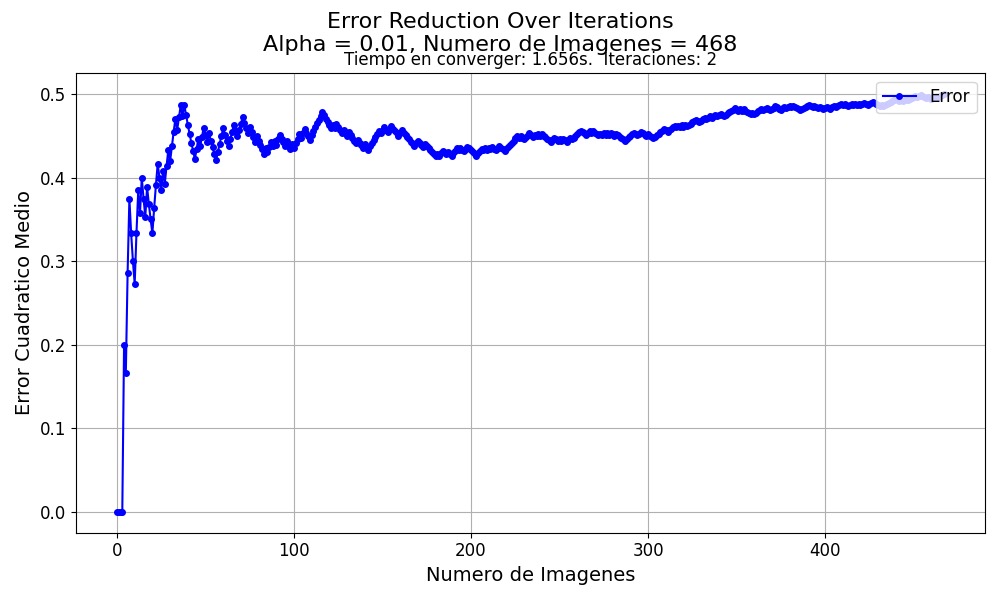 Error Reduction Over Iterations
Alpha = 0.01, Numero de Imagenes = 468
Tiempo en converger: 1.656s.  Iteraciones: 2
Error
0.5
0.4
0.3
0.2
0.1
0.0
Error Cuadratico Medio
0
100
200
300
400
Numero de Imagenes